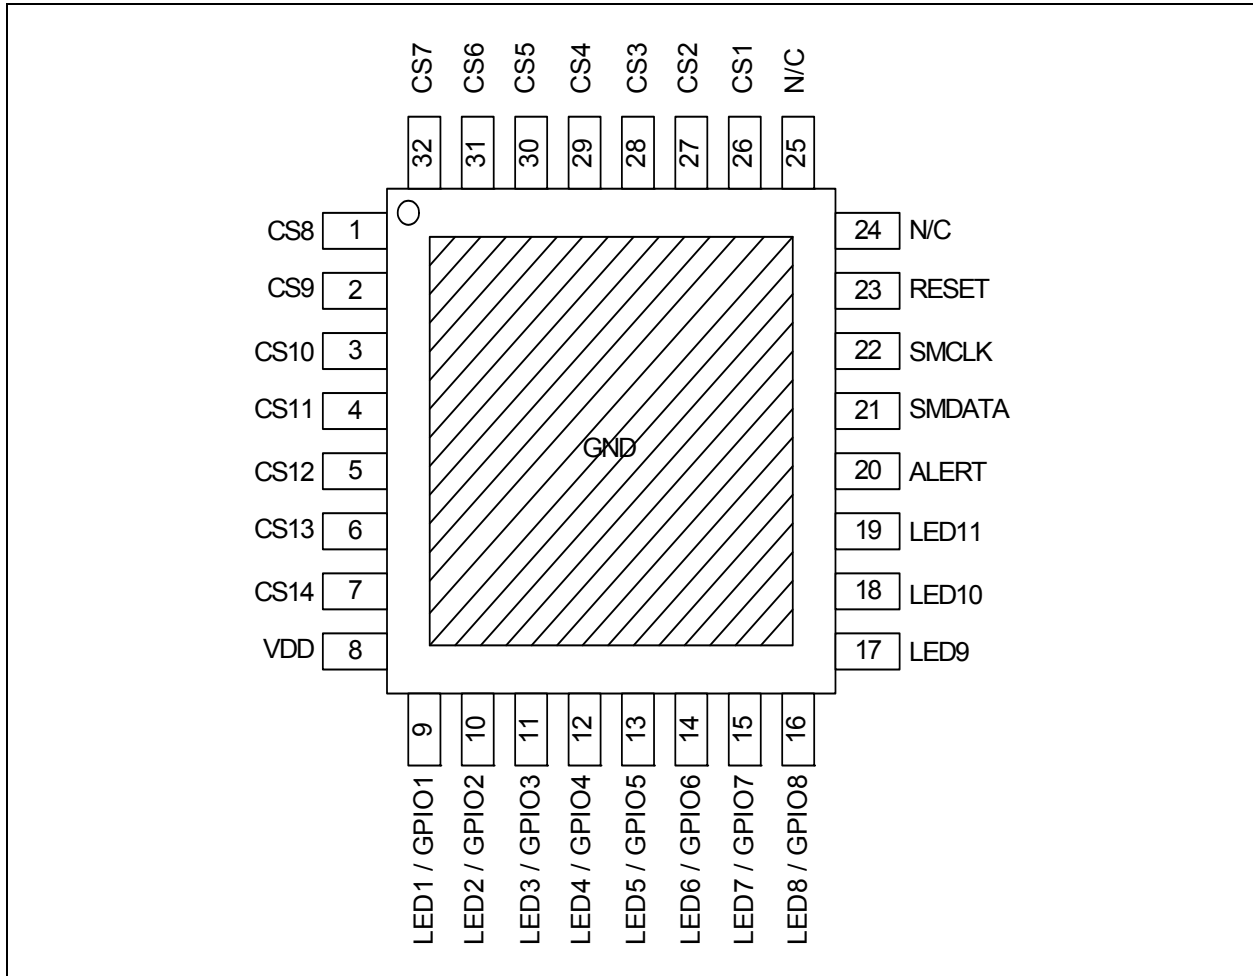 CS7
CS6
CS5
CS4
CS3
CS2
CS1
N/C
32
31
30
29
28
27
26
25
CS8 1
24 N/C
CS9 2
23 RESET
CS10 3
22 SMCLK
CS11 4
21 SMDATA
GND
CS12 5
20 ALERT
CS13 6
19 LED11
CS14 7
18 LED10
VDD 8
17 LED9
9
10
11
12
13
14
15
16
LED1 / GPIO1
LED2 / GPIO2
LED3 / GPIO3
LED4 / GPIO4
LED5 / GPIO5
LED6 / GPIO6
LED7 / GPIO7
LED8 / GPIO8